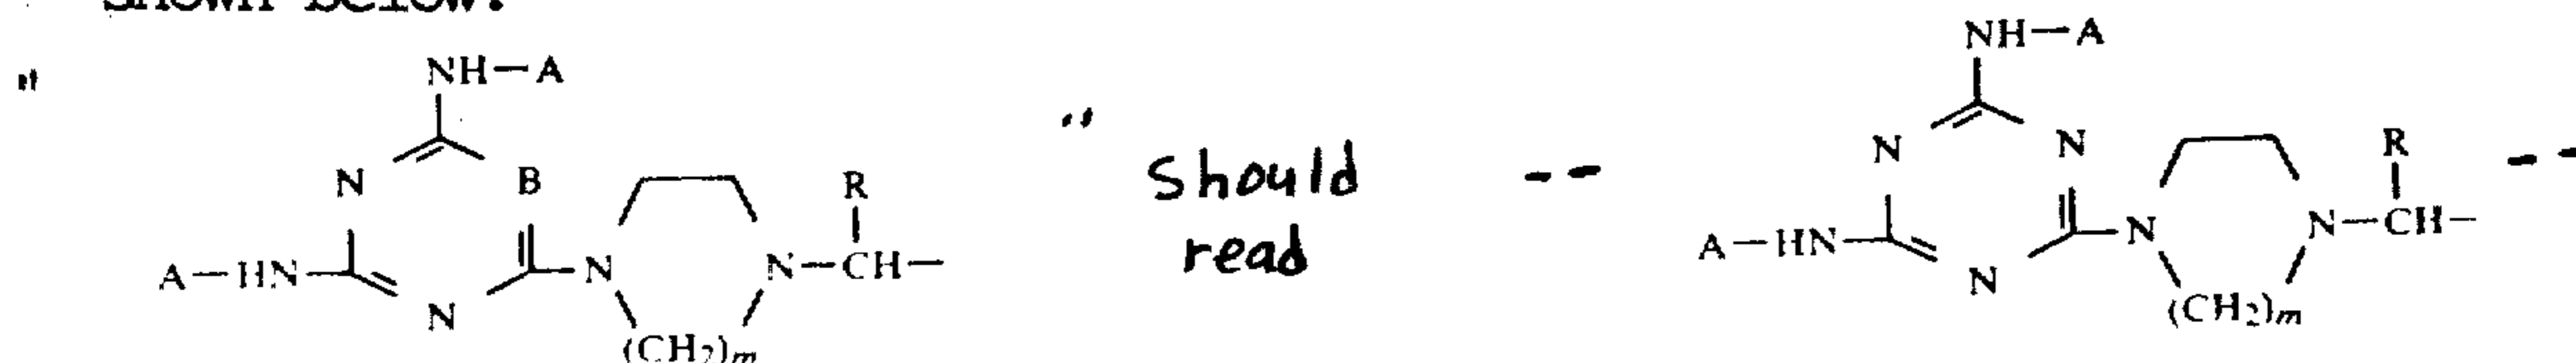 shown below.
" NH—A
N B
R
A—HN N N—CH—
N
(CH2)m
" Should
read
-- NH—A
N N
R
A—HN N N—CH— --
N
(CH2)m